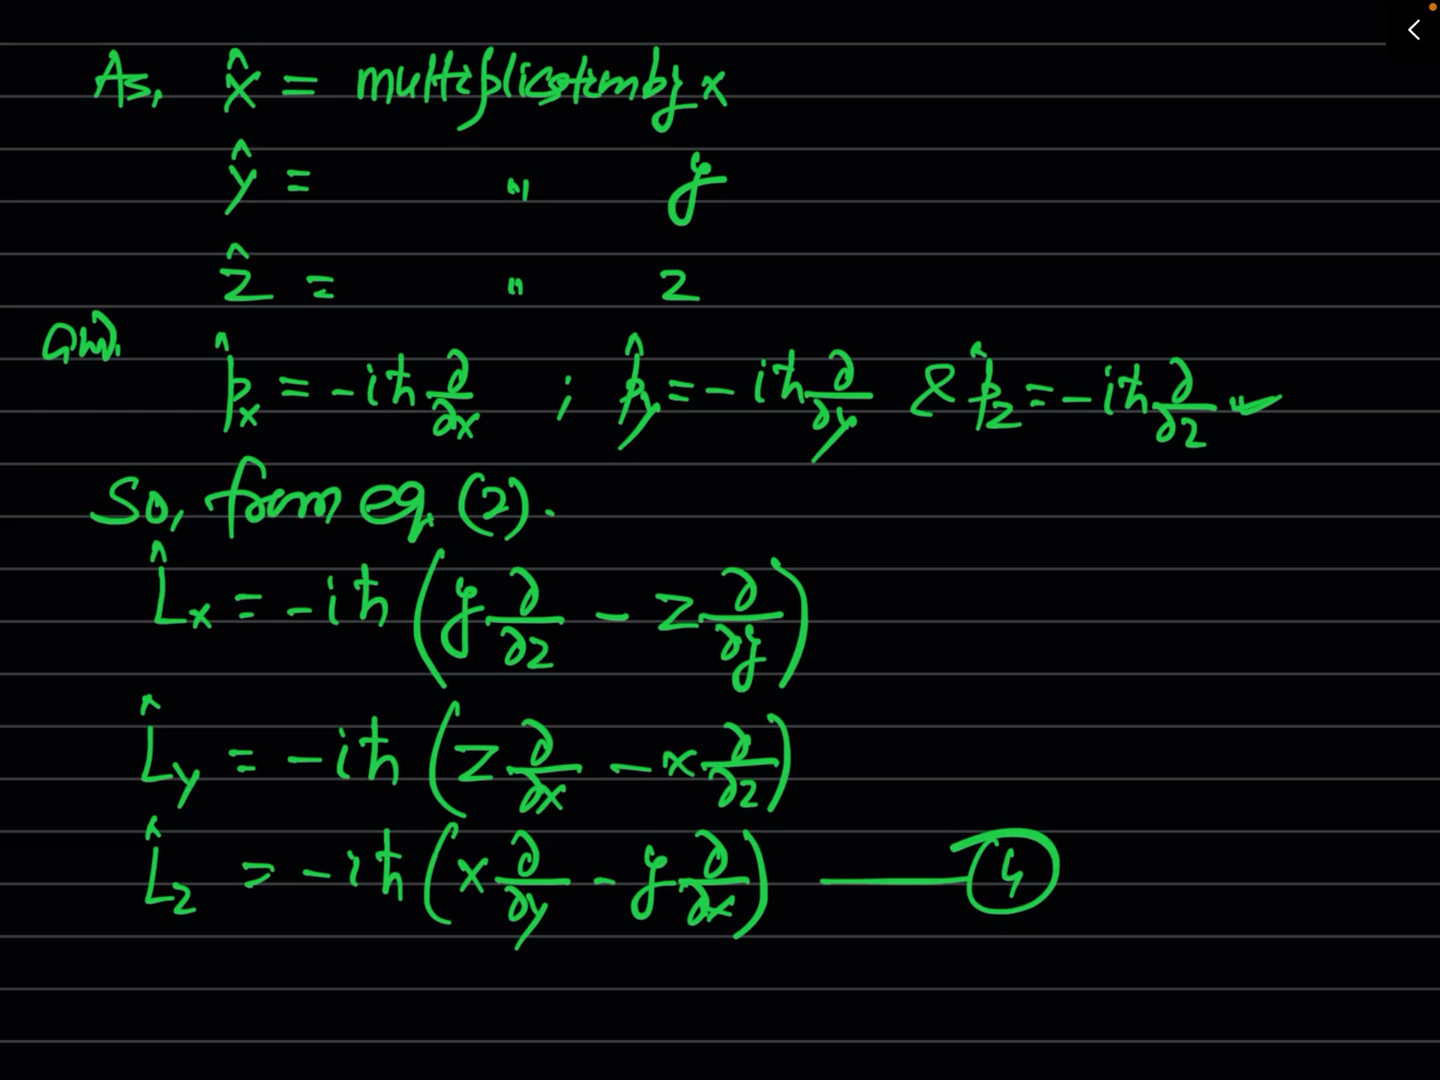 As, x̂ = multiplication by x
ŷ = " y
ẑ = " z
and,
p̂x = -iħ ∂/∂x ; p̂y = -iħ ∂/∂y & p̂z = -iħ ∂/∂z
So, from eq. (2).
L̂x = -iħ (y ∂/∂z - z ∂/∂y)
L̂y = -iħ (z ∂/∂x - x ∂/∂z)
L̂z = -iħ (x ∂/∂y - y ∂/∂x) — (4)